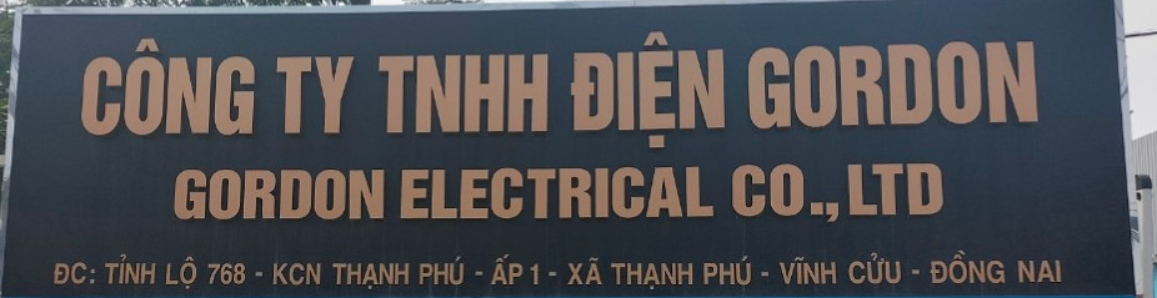 CÔNG TY TNHH ĐIỆN GORDON
GORDON ELECTRICAL CO., LTD
ĐC: TỈNH LỘ 768 - KCN THẠNH PHÚ - ẤP 1 - XÃ THẠNH PHÚ - VĨNH CỬU - ĐỒNG NAI